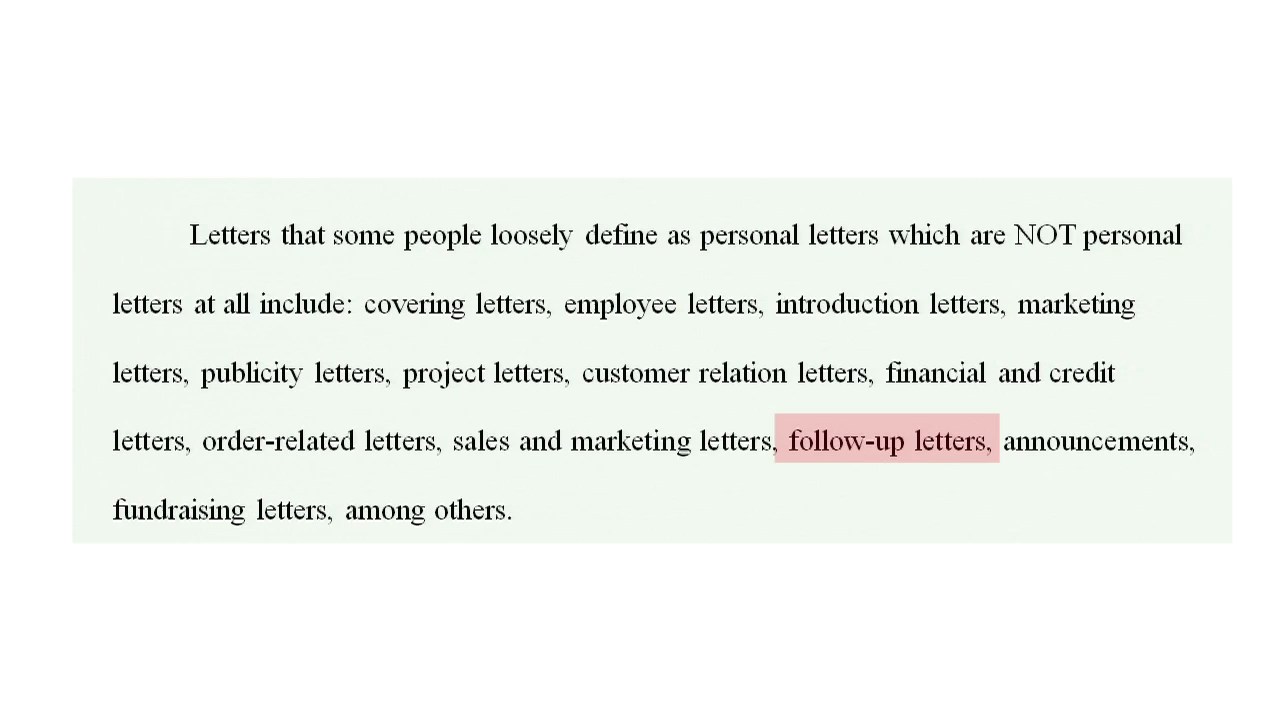 Letters that some people loosely define as personal letters which are NOT personal
letters at all include: covering letters, employee letters, introduction letters, marketing
letters, publicity letters, project letters, customer relation letters, financial and credit
letters, order-related letters, sales and marketing letters, follow-up letters, announcements,
fundraising letters, among others.